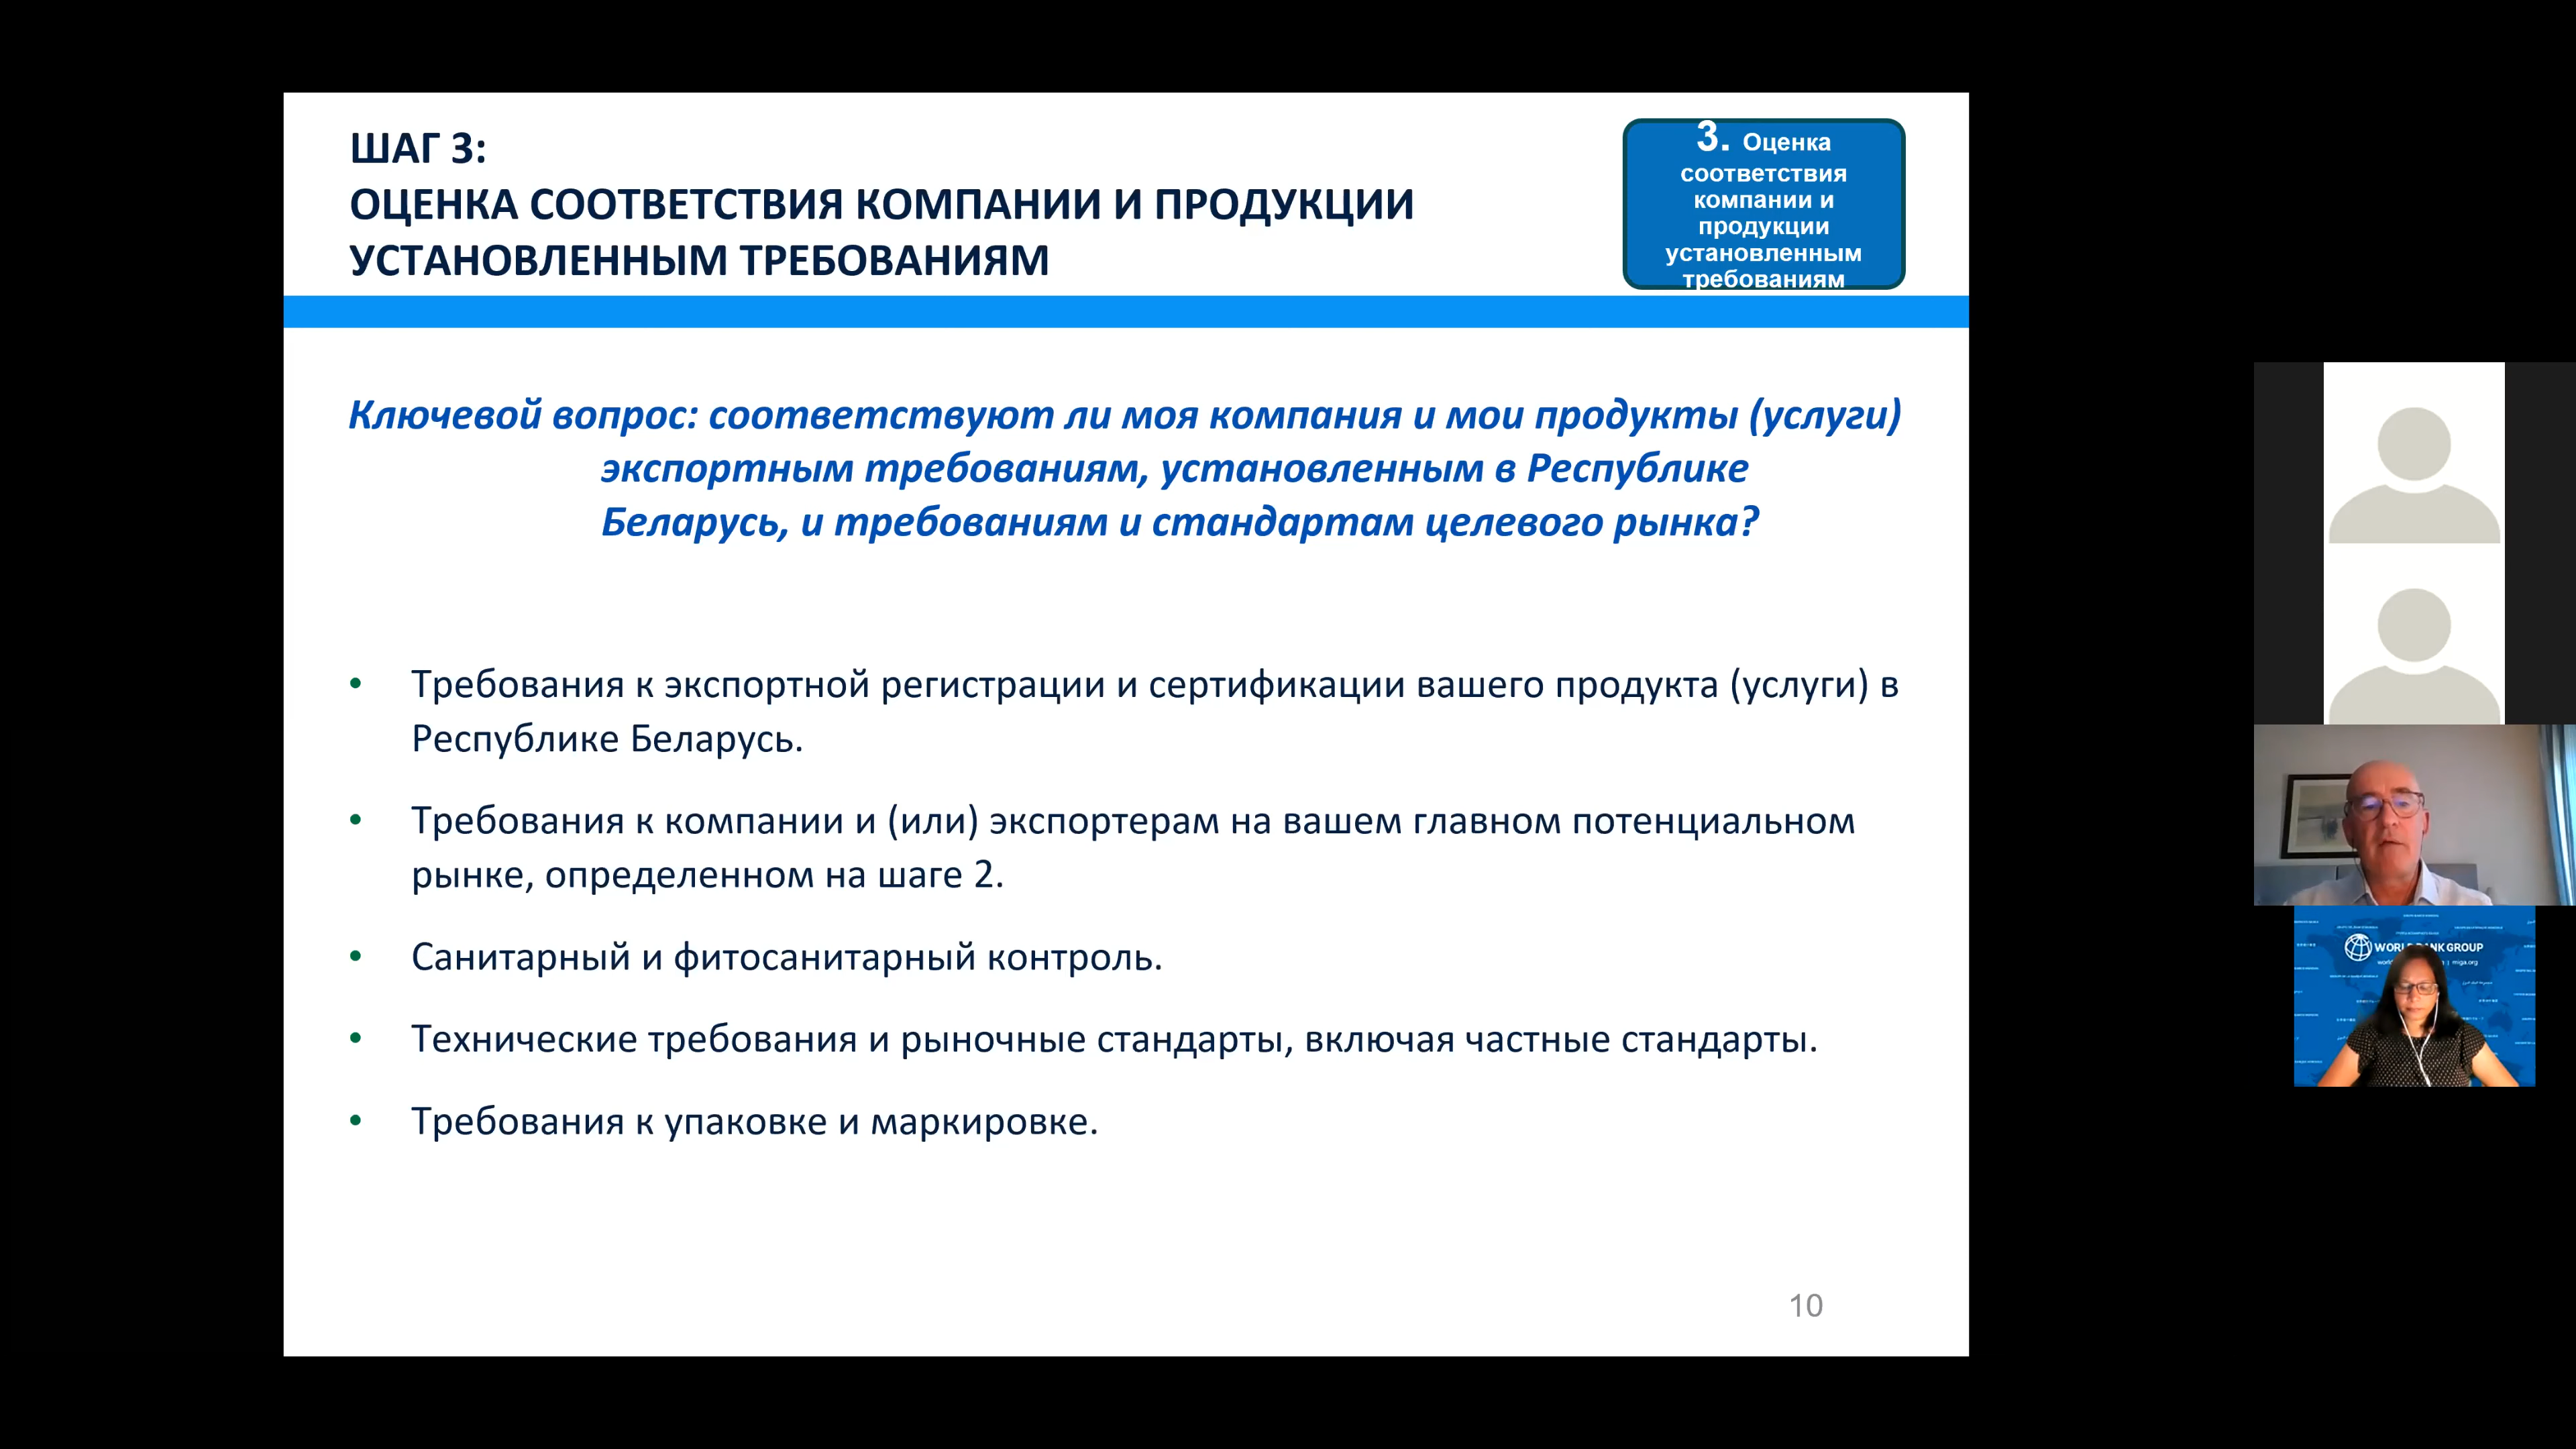 ШАГ 3:
ОЦЕНКА СООТВЕТСТВИЯ КОМПАНИИ И ПРОДУКЦИИ
УСТАНОВЛЕННЫМ ТРЕБОВАНИЯМ
3. Оценка
соответствия
компании и
продукции
установленным
требованиям
Ключевой вопрос: соответствуют ли моя компания и мои продукты (услуги)
экспортным требованиям, установленным в Республике
Беларусь, и требованиям и стандартам целевого рынка?
• Требования к экспортной регистрации и сертификации вашего продукта (услуги) в
Республике Беларусь.
• Требования к компании и (или) экспортерам на вашем главном потенциальном
рынке, определенном на шаге 2.
• Санитарный и фитосанитарный контроль.
• Технические требования и рыночные стандарты, включая частные стандарты.
• Требования к упаковке и маркировке.
10
GROUP
miga.org